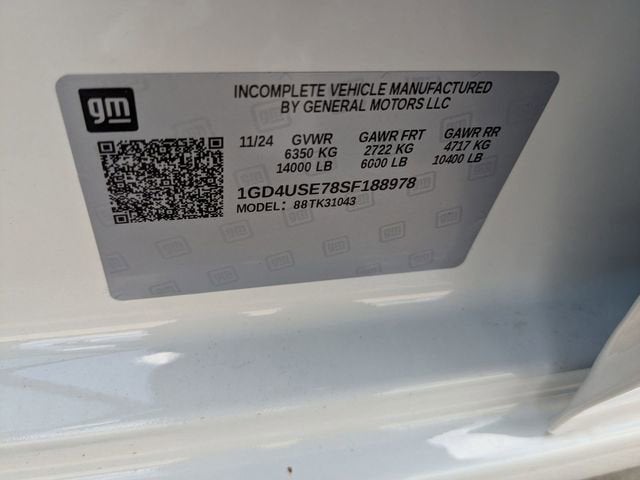 gm
INCOMPLETE VEHICLE MANUFACTURED
BY GENERAL MOTORS LLC
11/24 GVWR GAWR FRT GAWR RR
6350 KG 2722 KG 4717 KG
14000 LB 6000 LB 10400 LB
1GD4USE78SF188978
MODEL: 88TK31043